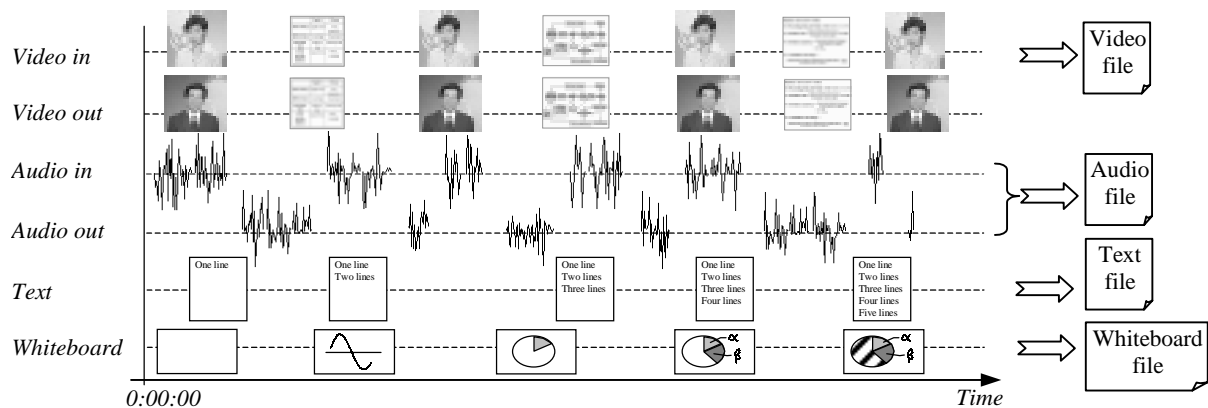 Video in
Video
file
Video out
Audio in
Audio
file
Audio out
Text
One line
One line
Two lines
One line
Two lines
Three lines
One line
Two lines
Three lines
Four lines
One line
Two lines
Three lines
Four lines
Five lines
Text
file
Whiteboard
α
β
α
β
Whiteboard
file
0:00:00
Time